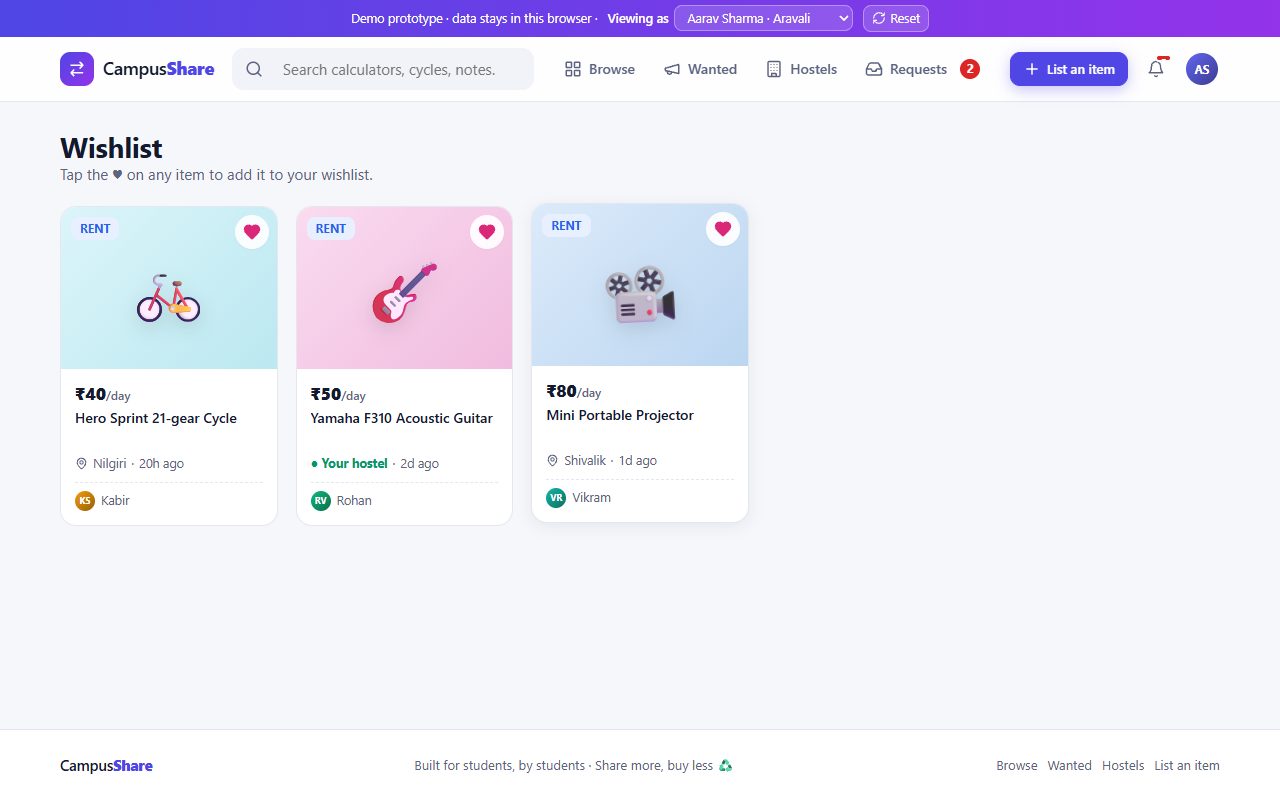 Demo prototype · data stays in this browser · Viewing as Aarav Sharma · Aravali Reset
CampusShare Search calculators, cycles, notes. Browse Wanted Hostels Requests 2 List an item AS
Wishlist
Tap the ♥ on any item to add it to your wishlist.
RENT
₹40/day
Hero Sprint 21-gear Cycle
Nilgiri · 20h ago
KS Kabir
RENT
₹50/day
Yamaha F310 Acoustic Guitar
Your hostel · 2d ago
RV Rohan
RENT
₹80/day
Mini Portable Projector
Shivalik · 1d ago
VR Vikram
CampusShare Built for students, by students · Share more, buy less ♻ Browse Wanted Hostels List an item